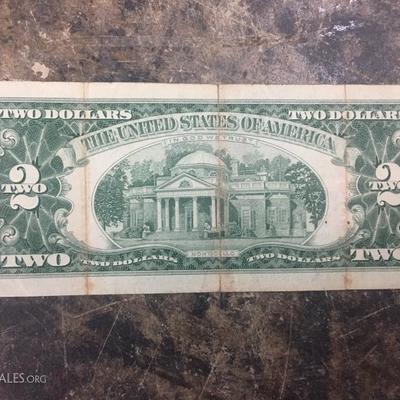 TWO DOLLARS TWO DOLLARS
THE UNITED STATES OF AMERICA
IN GOD WE TRUST
2 2
TWO TWO
MONTICELLO
TWO TWO DOLLARS TWO DOLLARS TWO
ALES.ORG